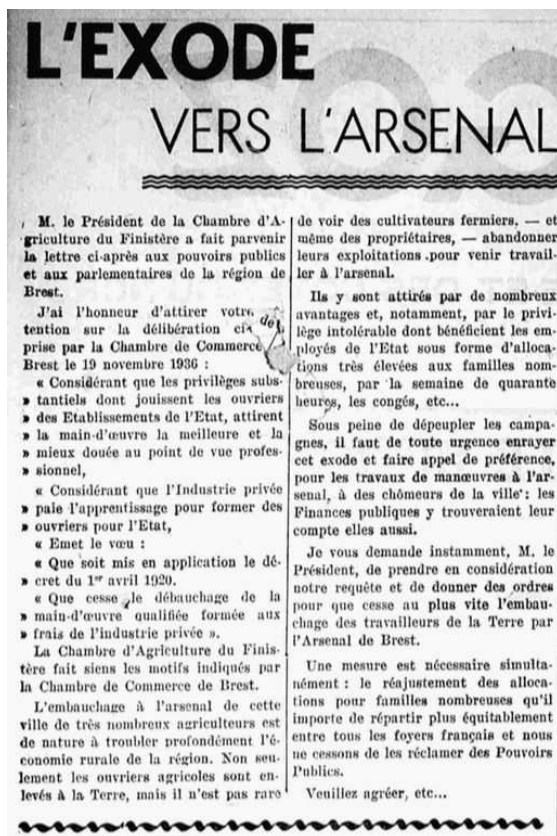 L'EXODE
VERS L'ARSENAL
M. le Président de la Chambre d'A-
griculture du Finistère a fait parvenir
la lettre ci-après aux pouvoirs publics
et aux parlementaires de la région de
Brest.
J'ai l'honneur d'attirer votre
tention sur la délibération
prise par la Chambre de Commerce de
Brest le 19 novembre 1936 :
« Considérant que les privilèges subs-
» tantiels dont jouissent les ouvriers
» des Etablissements de l'Etat, attirent
» la main-d'œuvre la meilleure et la
» mieux douée au point de vue profes-
» sionnel,
« Considérant que l'Industrie privée
» paie l'apprentissage pour former des
» ouvriers pour l'Etat,
« Emet le vœu :
« Que soit mis en application le dé-
» cret du 1er avril 1920.
« Que cesse le débauchage de la
» main-d'œuvre qualifiée formée aux
» frais de l'industrie privée ».
La Chambre d'Agriculture du Finis-
tère fait siens les motifs indiqués par
la Chambre de Commerce de Brest.
L'embauchage à l'arsenal de cette
ville de très nombreux agriculteurs est
de nature à troubler profondément l'é-
conomie rurale de la région. Non seu-
lement les ouvriers agricoles sont en-
levés à la Terre, mais il n'est pas rare
de voir des cultivateurs fermiers, — et
même des propriétaires, — abandonner
leurs exploitations pour venir travail-
ler à l'arsenal.
Ils y sont attirés par de nombreux
avantages et, notamment, par le privi-
lège intolérable dont bénéficient les em-
ployés de l'Etat sous forme d'alloca-
tions très élevées aux familles nom-
breuses, par la semaine de quarante
heures, les congés, etc...
Sous peine de dépeupler les campa-
gnes, il faut de toute urgence enrayer
cet exode et faire appel de préférence,
pour les travaux de manœuvres à l'ar-
senal, à des chômeurs de la ville : les
Finances publiques y trouveraient leur
compte elles aussi.
Je vous demande instamment, M. le
Président, de prendre en considération
notre requête et de donner des ordres
pour que cesse au plus vite l'embau-
chage des travailleurs de la Terre par
l'Arsenal de Brest.
Une mesure est nécessaire simulta-
nément : le réajustement des alloca-
tions pour familles nombreuses qu'il
importe de répartir plus équitablement
entre tous les foyers français et nous
ne cessons de les réclamer des Pouvoirs
Publics.
Veuillez agréer, etc...